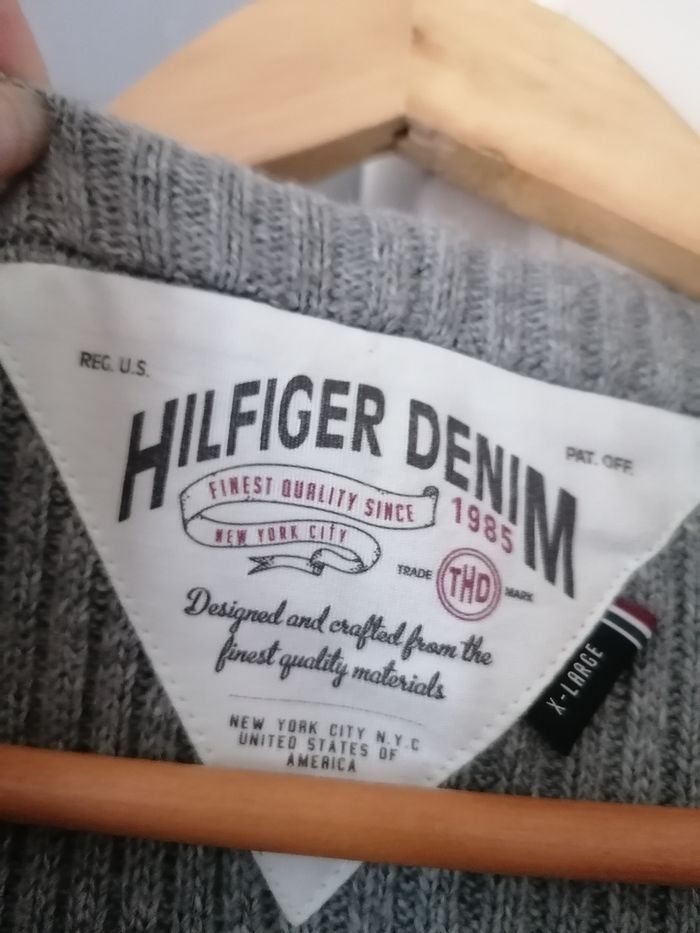 REG. U.S.
HILFIGER DENIM
PAT. OFF.
FINEST QUALITY SINCE
1985
NEW YORK CITY
TRADE THD MARK
Designed and crafted from the
finest quality materials
X-LARGE
NEW YORK CITY N.Y.C
UNITED STATES OF
AMERICA